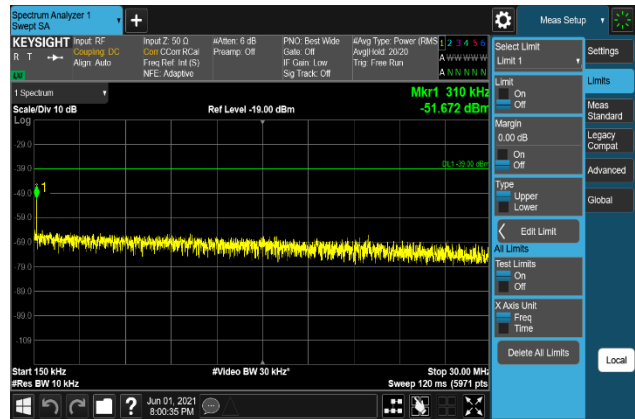 Spectrum Analyzer 1
Swept SA
Meas Setup
KEYSIGHT
R T
LW
Input: RF
Coupling: DC
Align: Auto
Input Z: 50 Ω
Corr CCorr RCal
Freq Ref: Int (S)
NFE: Adaptive
#Atten: 6 dB
Preamp: Off
PNO: Best Wide
Gate: Off
IF Gain: Low
Sig Track: Off
#Avg Type: Power (RMS
Avg|Hold: 20/20
Trig: Free Run
1 2 3 4 5 6
A W W W W W
A N N N N N
1 Spectrum
Scale/Div 10 dB
Ref Level -19.00 dBm
Mkr1 310 kHz
-51.672 dBm
Log
DL1 -39.00 dBm
1
-29.0
-39.0
-49.0
-59.0
-69.0
-79.0
-89.0
-99.0
-109
Start 150 kHz
#Res BW 10 kHz
#Video BW 30 kHz*
Stop 30.00 MHz
Sweep 120 ms (5971 pts
Jun 01, 2021
8:00:35 PM
?
Select Limit
Limit 1
Limit
On
Off
Margin
0.00 dB
On
Off
Type
Upper
Lower
Edit Limit
All Limits
Test Limits
On
Off
X Axis Unit
Freq
Time
Delete All Limits
Settings
Limits
Meas
Standard
Legacy
Compat
Advanced
Global
Local